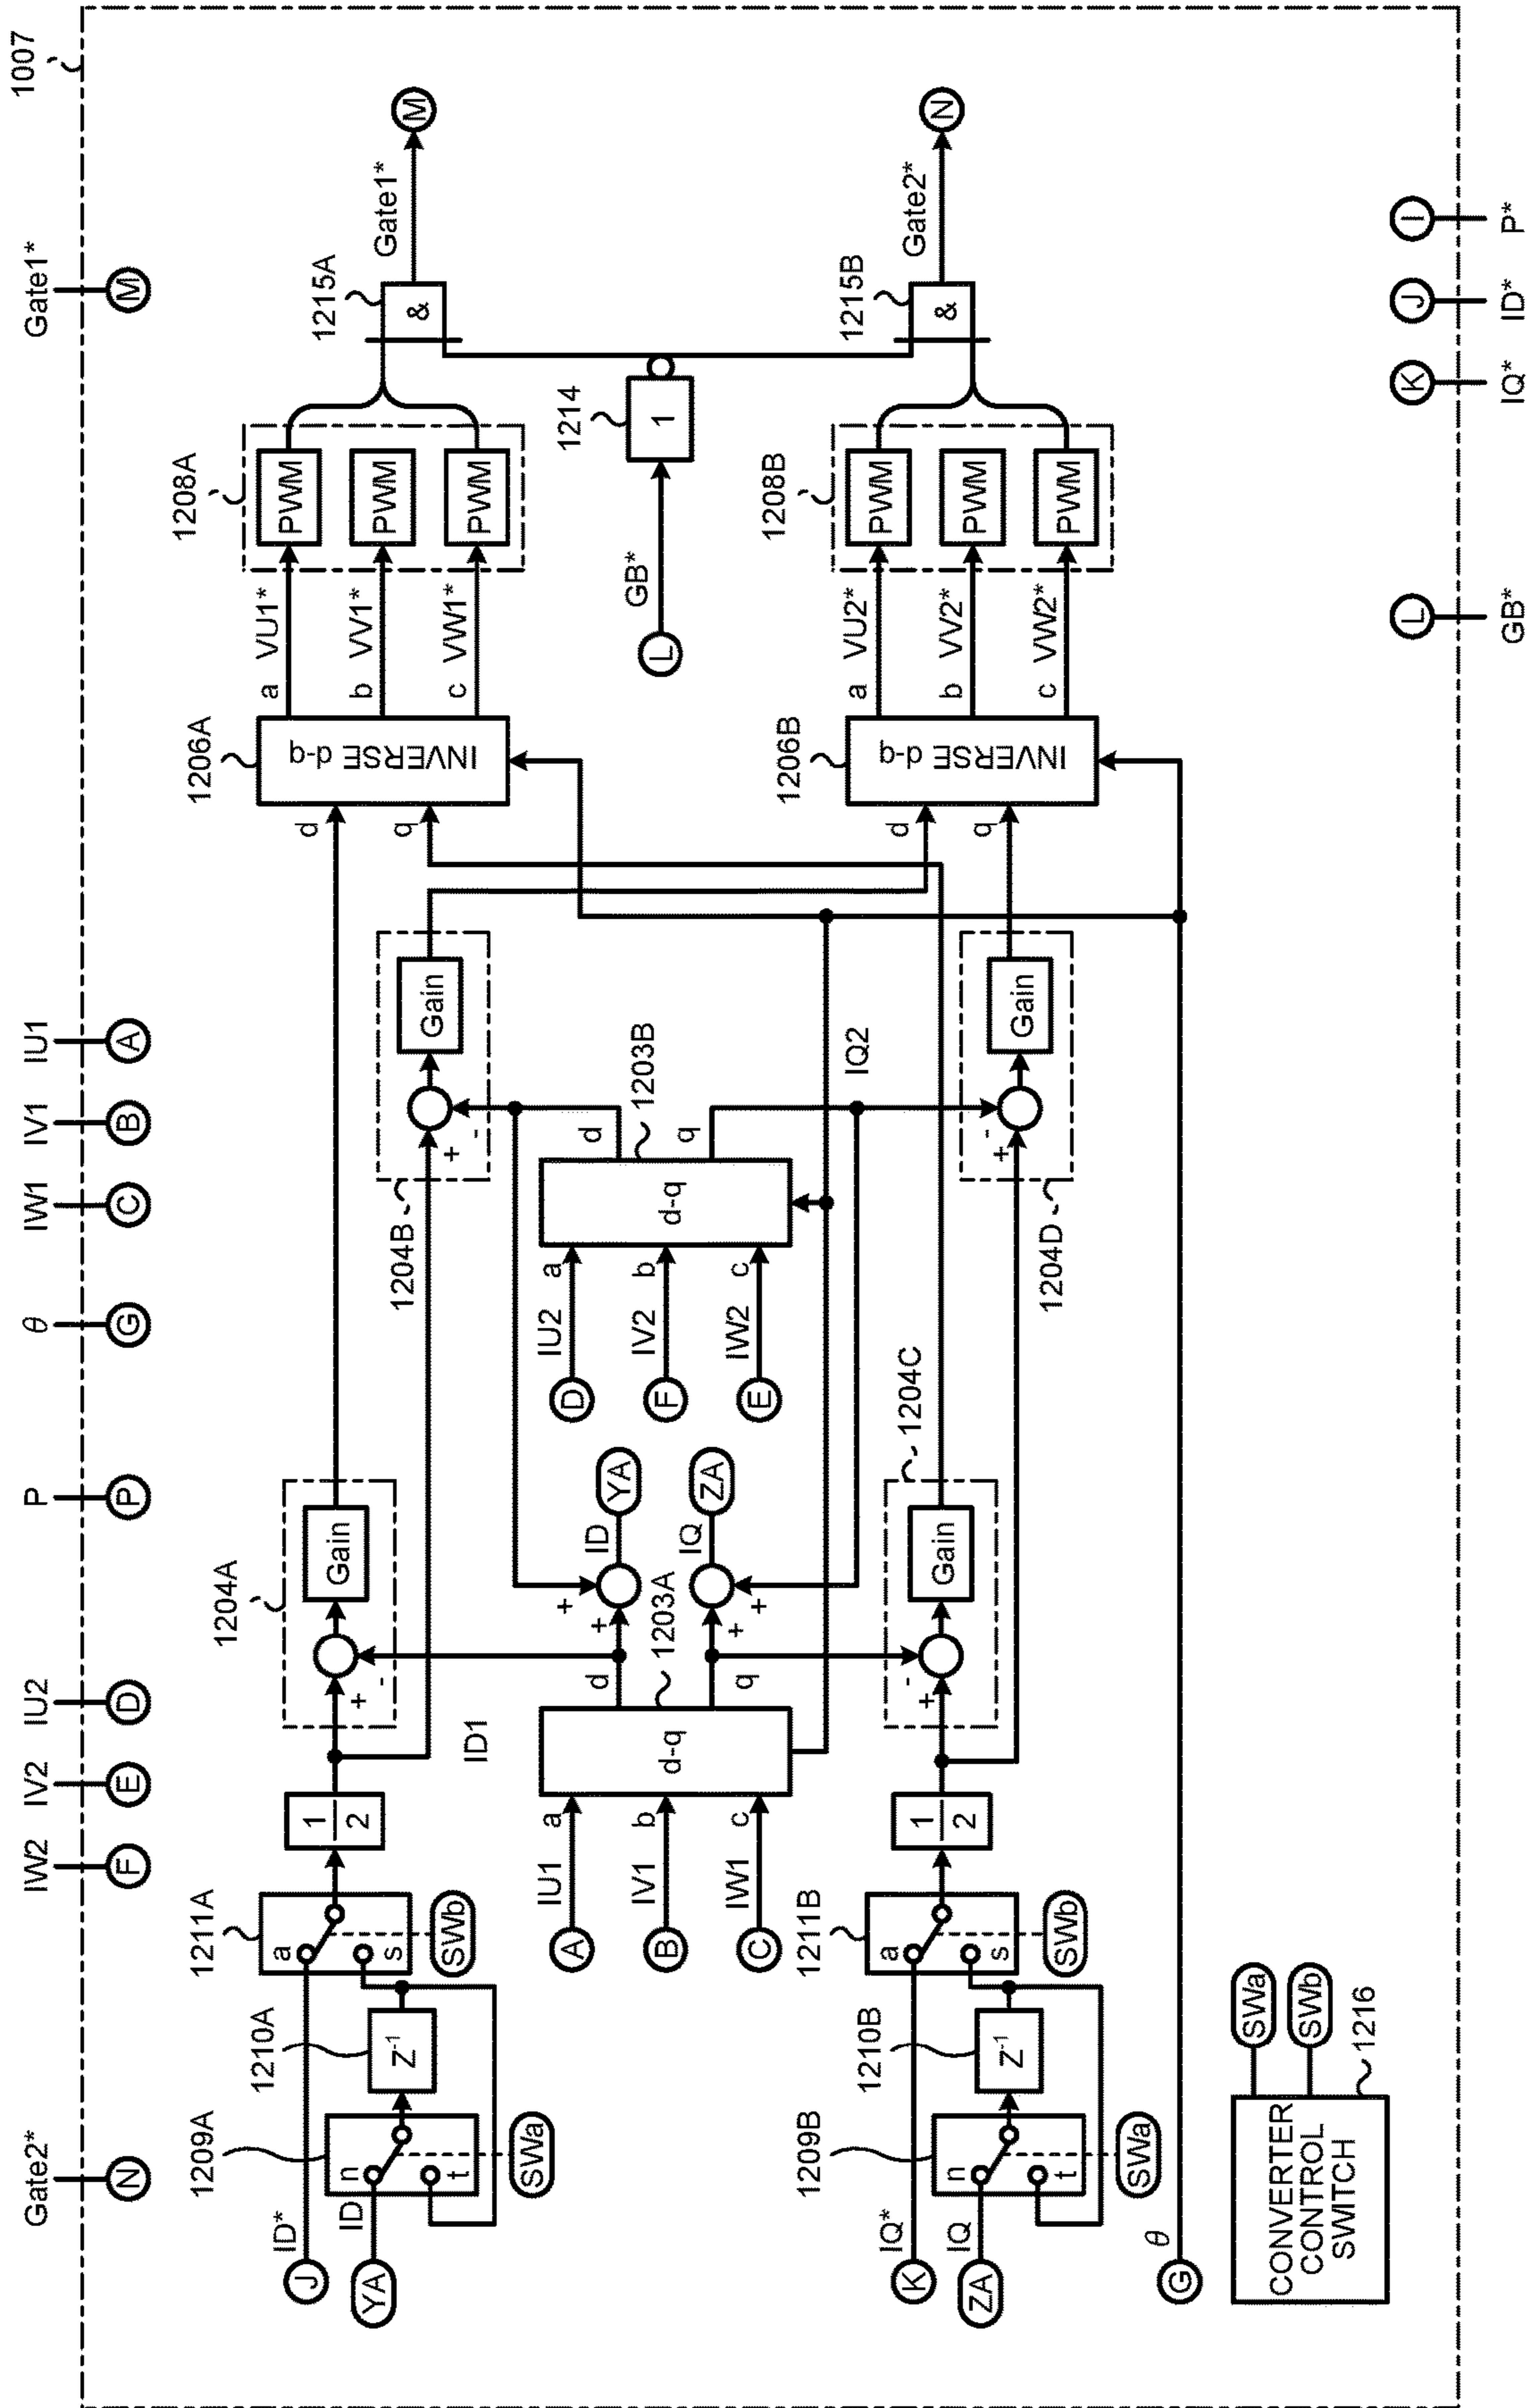 1007
Gate2*
IW2
IV2
IU2
P
θ
IW1
IV1
IU1
Gate1*
N
F
E
D
P
G
C
B
A
M
1209A
1210A
1211A
1204A
1206A
1208A
1215A
J
ID*
YA
ID
n
t
SWa
Z-1
a
s
SWb
1
2
+
-
Gain
1204B
+
-
Gain
d
q
INVERSE d-q
a
b
c
VU1*
VV1*
VW1*
PWM
PWM
PWM
&
Gate1*
M
ID1
A
B
C
IU1
IV1
IW1
a
b
c
d-q
d
q
1203A
+
+
+
+
ID
IQ
YA
ZA
D
F
E
IU2
IV2
IW2
a
b
c
d-q
d
q
1203B
IQ2
L
GB*
1214
1
1209B
1210B
1211B
1204C
1206B
1208B
1215B
K
IQ*
ZA
IQ
n
t
SWa
Z-1
a
s
SWb
1
2
-
+
Gain
1204D
-
+
Gain
d
q
INVERSE d-q
a
b
c
VU2*
VV2*
VW2*
PWM
PWM
PWM
&
Gate2*
N
G
θ
CONVERTER
CONTROL
SWITCH
SWa
SWb
1216
L
K
J
I
GB*
IQ*
ID*
P*